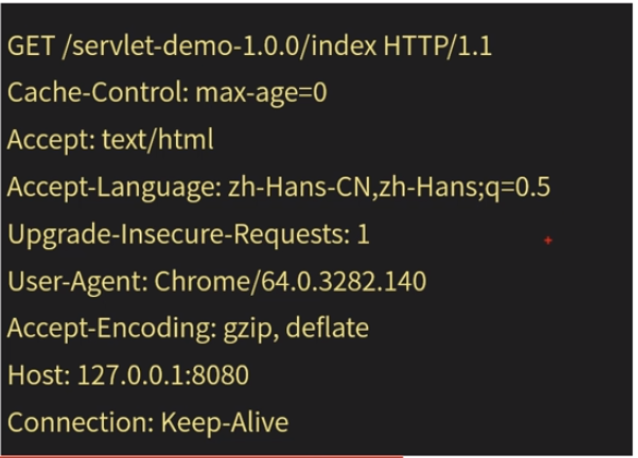 GET /servlet-demo-1.0.0/index HTTP/1.1
Cache-Control: max-age=0
Accept: text/html
Accept-Language: zh-Hans-CN,zh-Hans;q=0.5
Upgrade-Insecure-Requests: 1
User-Agent: Chrome/64.0.3282.140
Accept-Encoding: gzip, deflate
Host: 127.0.0.1:8080
Connection: Keep-Alive